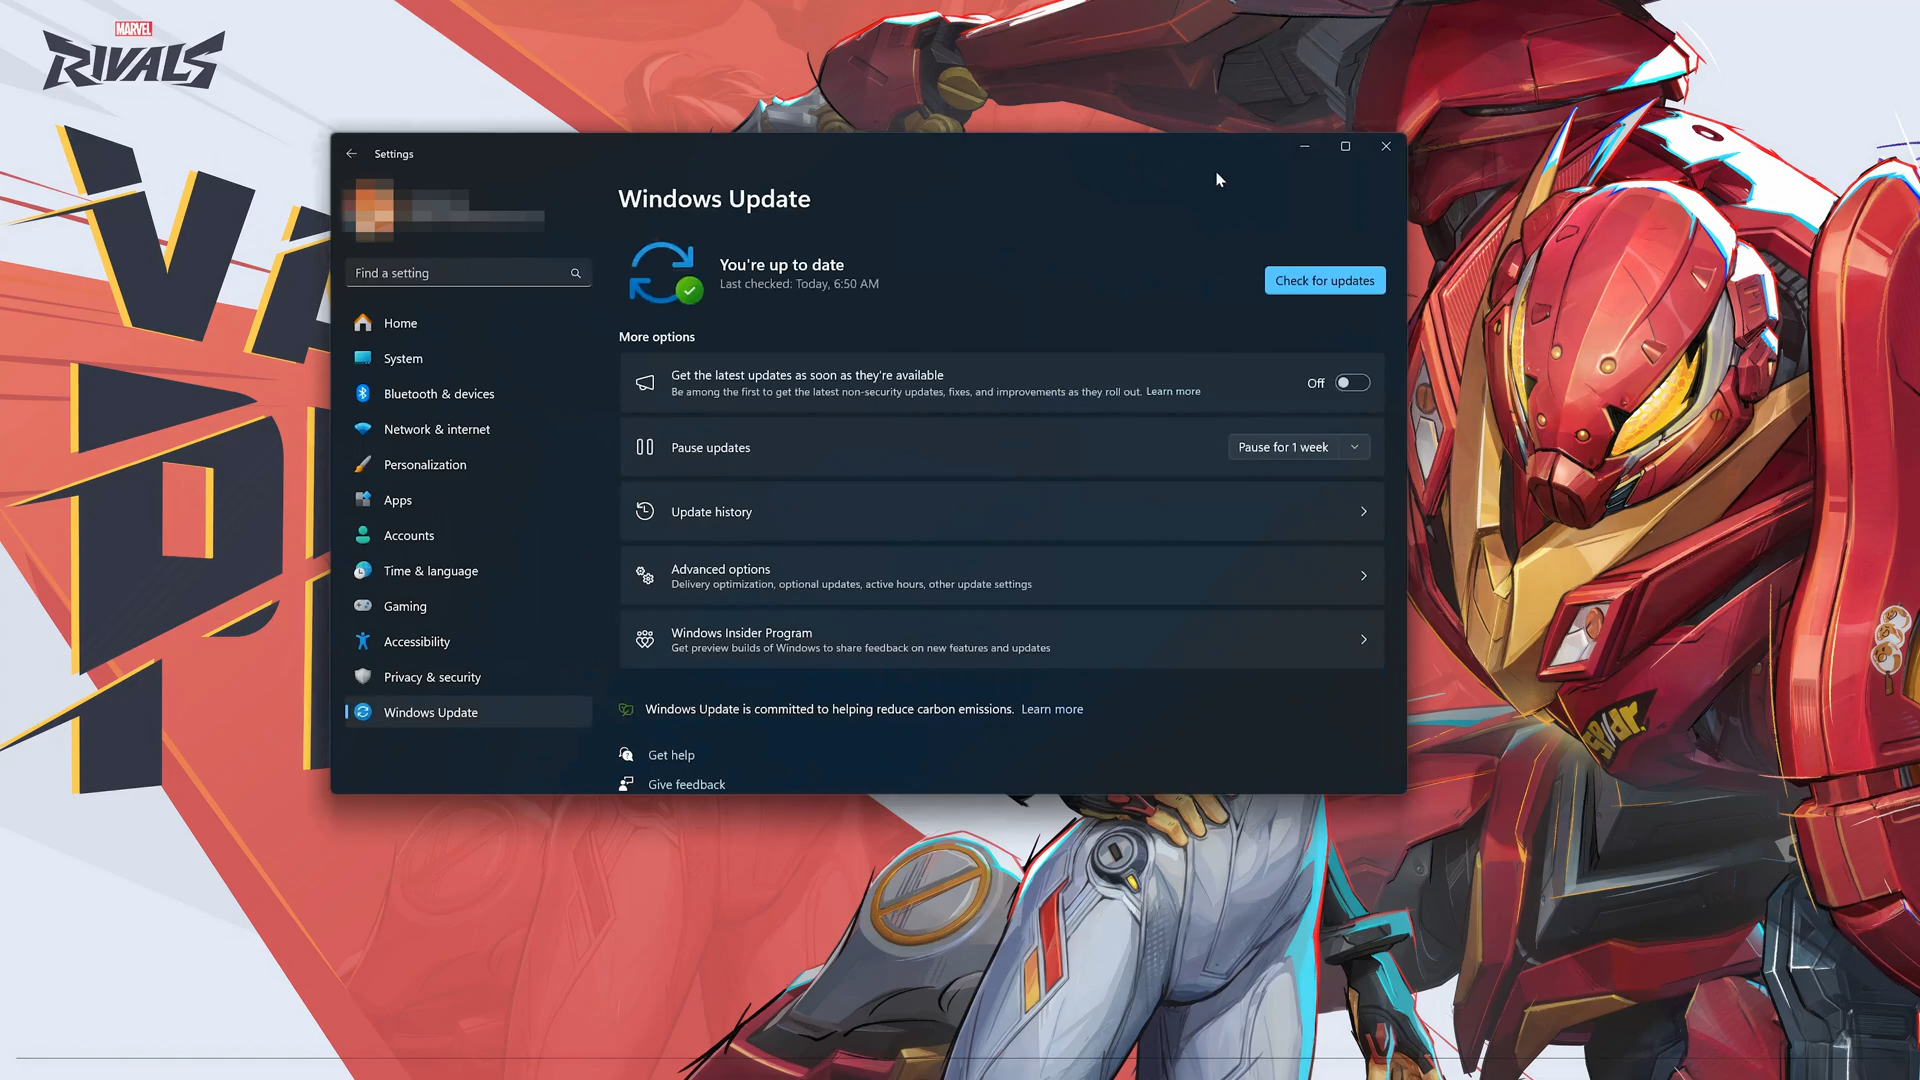 MARVEL
RIVALS
Settings
Find a setting
Home
System
Bluetooth & devices
Network & internet
Personalization
Apps
Accounts
Time & language
Gaming
Accessibility
Privacy & security
Windows Update
Windows Update
You're up to date
Last checked: Today, 6:50 AM
Check for updates
More options
Get the latest updates as soon as they're available
Be among the first to get the latest non-security updates, fixes, and improvements as they roll out. Learn more
Off
Pause updates
Pause for 1 week
Update history
Advanced options
Delivery optimization, optional updates, active hours, other update settings
Windows Insider Program
Get preview builds of Windows to share feedback on new features and updates
Windows Update is committed to helping reduce carbon emissions. Learn more
Get help
Give feedback
sp//dr.